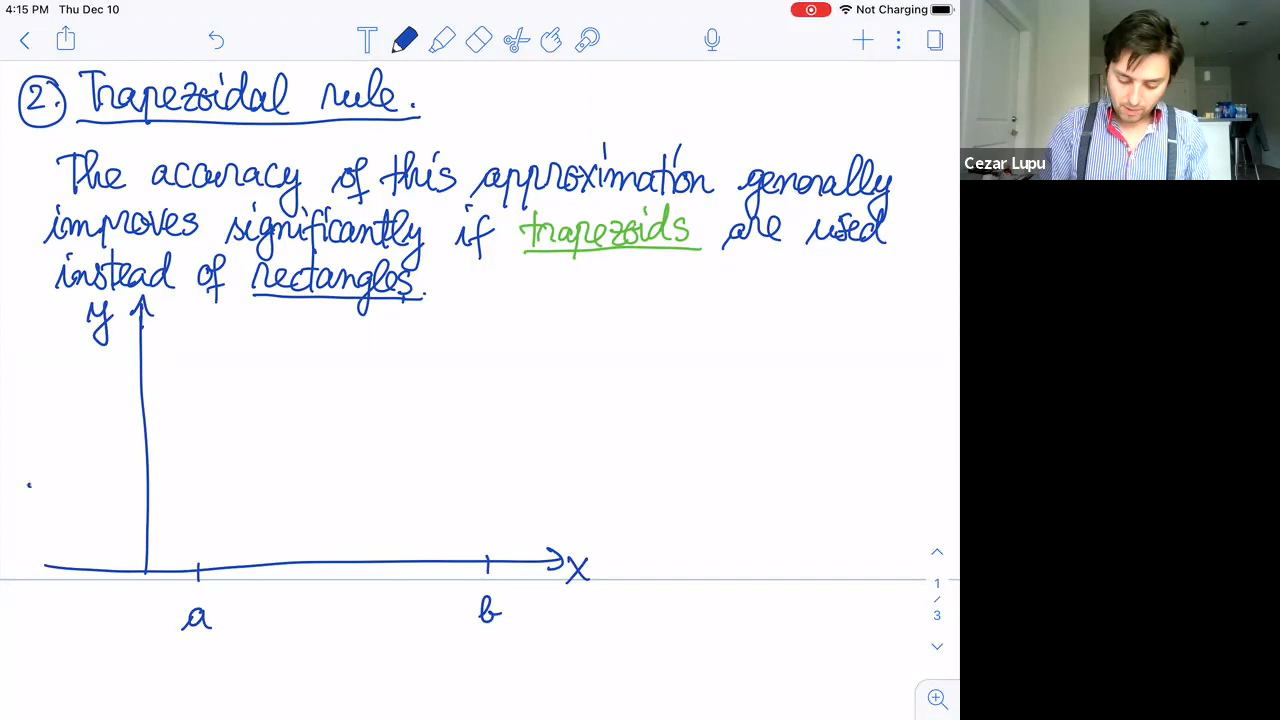 4:15 PM Thu Dec 10
Not Charging
Cezar Lupu
2. Trapezoidal rule.
The accuracy of this approximation generally
improves significantly if trapezoids are used
instead of rectangles.
y
x
a
b
1
/
3